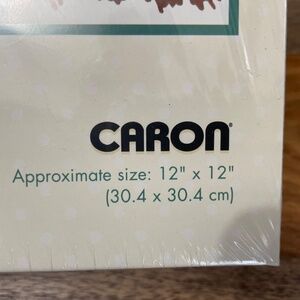 CARON®
Approximate size: 12" x 12"
(30.4 x 30.4 cm)